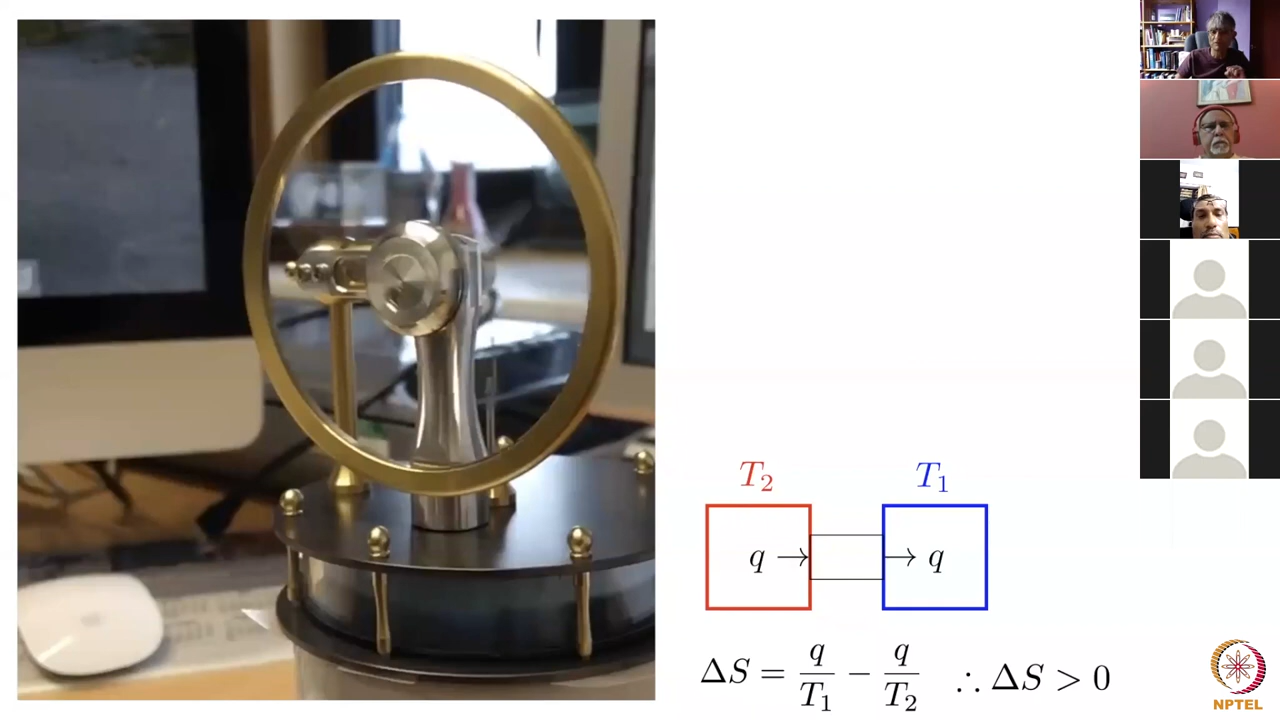 T₂ T₁
q → → q
ΔS = q/T₁ − q/T₂ ∴ ΔS > 0
NPTEL